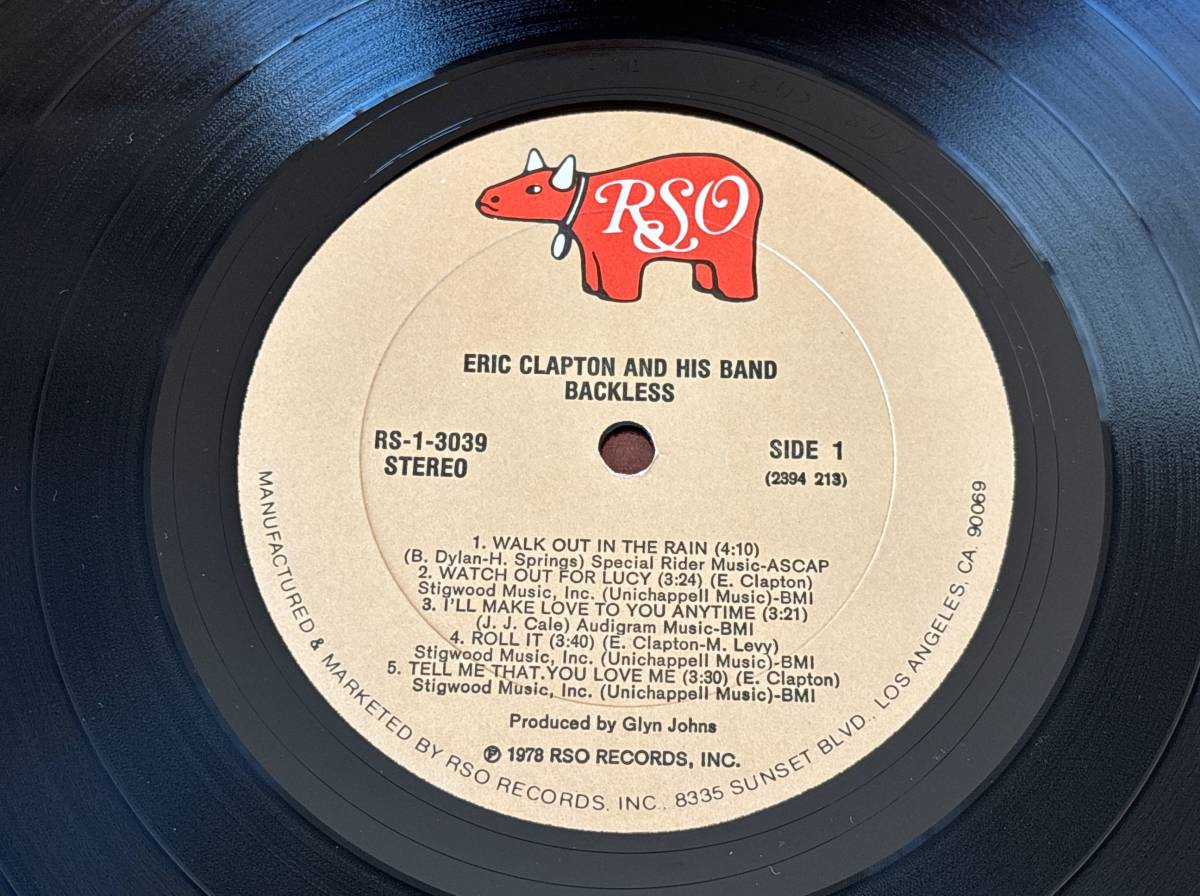 RSO
ERIC CLAPTON AND HIS BAND
BACKLESS
RS-1-3039
STEREO
SIDE 1
(2394 213)
1. WALK OUT IN THE RAIN (4:10)
(B. Dylan-H. Springs) Special Rider Music-ASCAP
2. WATCH OUT FOR LUCY (3:24) (E. Clapton)
Stigwood Music, Inc. (Unichappell Music)-BMI
3. I'LL MAKE LOVE TO YOU ANYTIME (3:21)
(J. J. Cale) Audigram Music-BMI
4. ROLL IT (3:40) (E. Clapton-M. Levy)
Stigwood Music, Inc. (Unichappell Music)-BMI
5. TELL ME THAT.YOU LOVE ME (3:30) (E. Clapton)
Stigwood Music, Inc. (Unichappell Music)-BMI
Produced by Glyn Johns
℗ 1978 RSO RECORDS, INC.
MANUFACTURED & MARKETED BY RSO RECORDS, INC., 8335 SUNSET BLVD., LOS ANGELES, CA. 90069